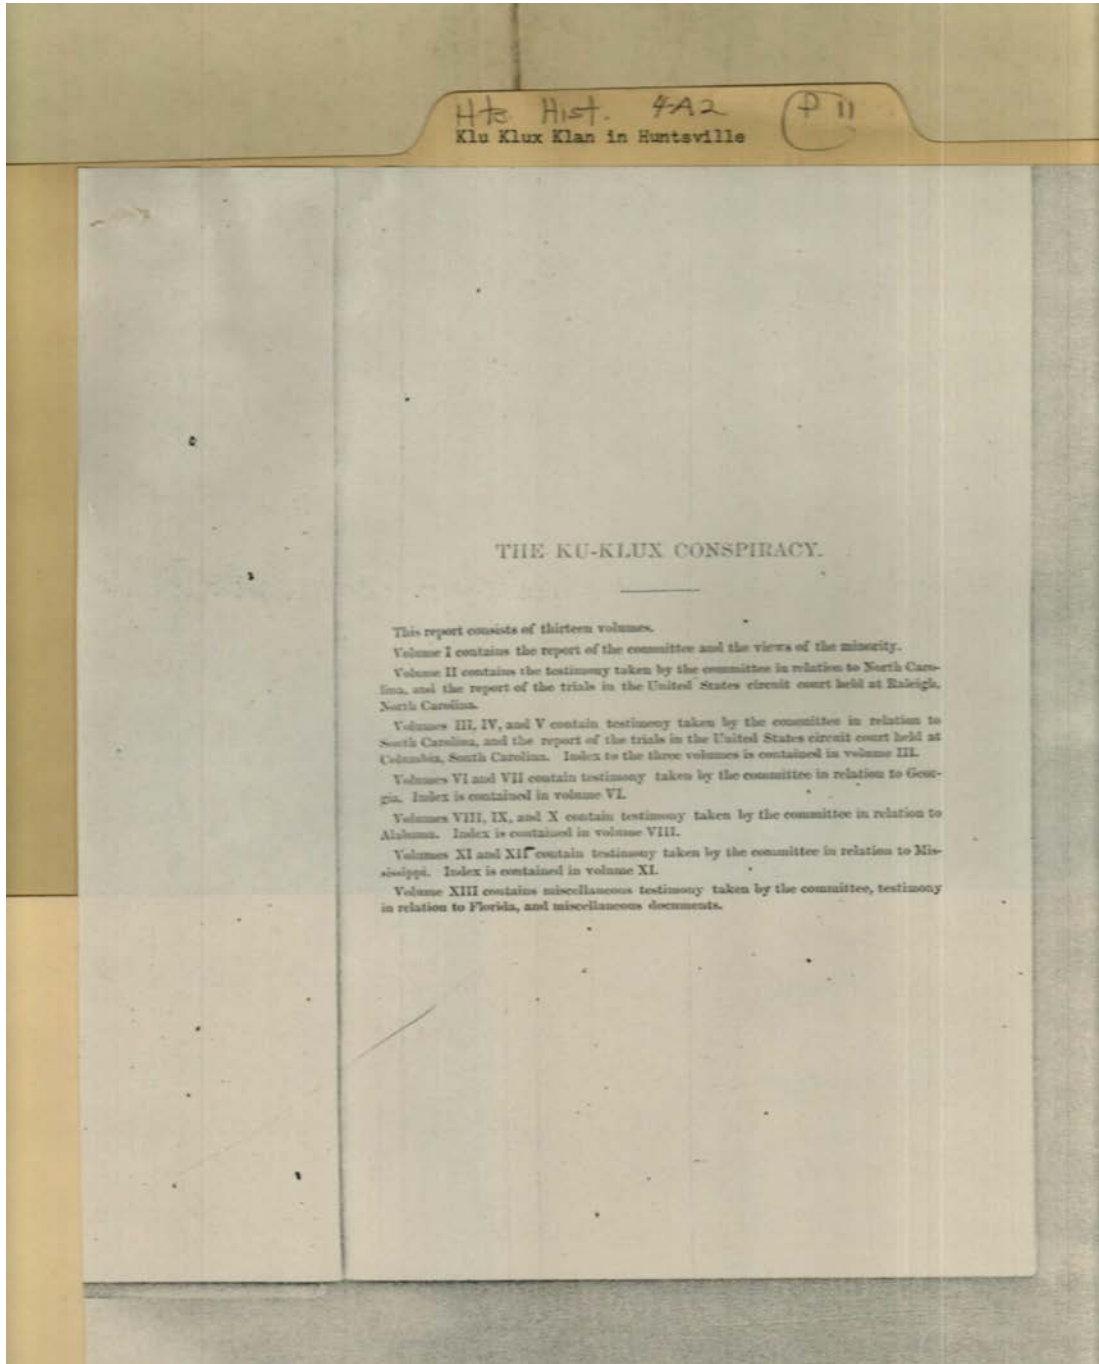 Hts Hist. 4-A2 P 11
Klu Klux Klan in Huntsville
THE KU-KLUX CONSPIRACY.
This report consists of thirteen volumes.
Volume I contains the report of the committee and the views of the minority.
Volume II contains the testimony taken by the committee in relation to North Caro-
lina, and the report of the trials in the United States circuit court held at Raleigh,
North Carolina.
Volumes III, IV, and V contain testimony taken by the committee in relation to
South Carolina, and the report of the trials in the United States circuit court held at
Columbia, South Carolina. Index to the three volumes is contained in volume III.
Volumes VI and VII contain testimony taken by the committee in relation to Geor-
gia. Index is contained in volume VI.
Volumes VIII, IX, and X contain testimony taken by the committee in relation to
Alabama. Index is contained in volume VIII.
Volumes XI and XII contain testimony taken by the committee in relation to Mis-
sissippi. Index is contained in volume XI.
Volume XIII contains miscellaneous testimony taken by the committee, testimony
in relation to Florida, and miscellaneous documents.